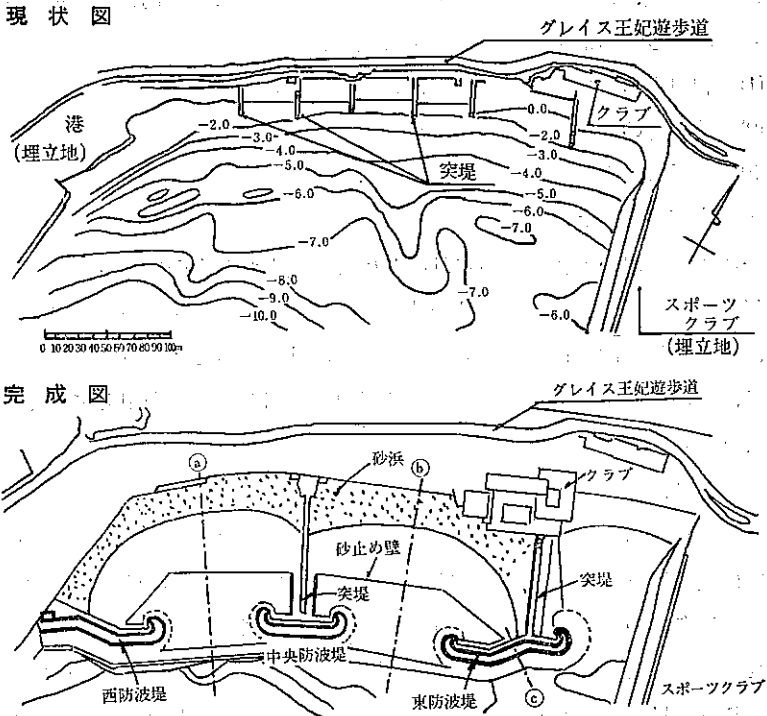 現状図
グレイス王妃遊歩道
港
(埋立地)
クラブ
0.0
−2.0
−3.0
−4.0
−5.0
−6.0
−2.0
−3.0
−4.0
−5.0
−6.0
−7.0
突堤
−7.0
−7.0
−8.0
−9.0
−10.0
−6.0
スポーツ
クラブ
(埋立地)
0 10 20 30 40 50 60 70 80 90 100m
完成図
グレイス王妃遊歩道
ⓐ
砂浜
ⓑ
クラブ
砂止め壁
突堤
突堤
中央防波堤
西防波堤
東防波堤
ⓒ
スポーツクラブ